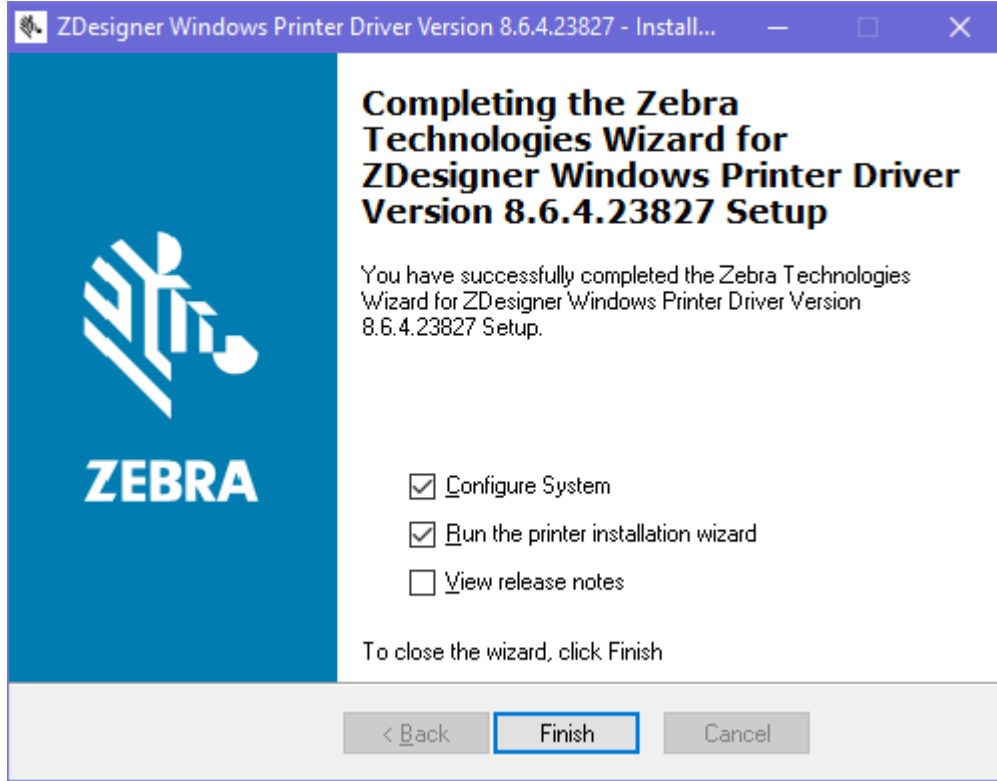 ZDesigner Windows Printer Driver Version 8.6.4.23827 - Install...
Completing the Zebra
Technologies Wizard for
ZDesigner Windows Printer Driver
Version 8.6.4.23827 Setup
You have successfully completed the Zebra Technologies
Wizard for ZDesigner Windows Printer Driver Version
8.6.4.23827 Setup.
ZEBRA
Configure System
Run the printer installation wizard
View release notes
To close the wizard, click Finish
< Back
Finish
Cancel